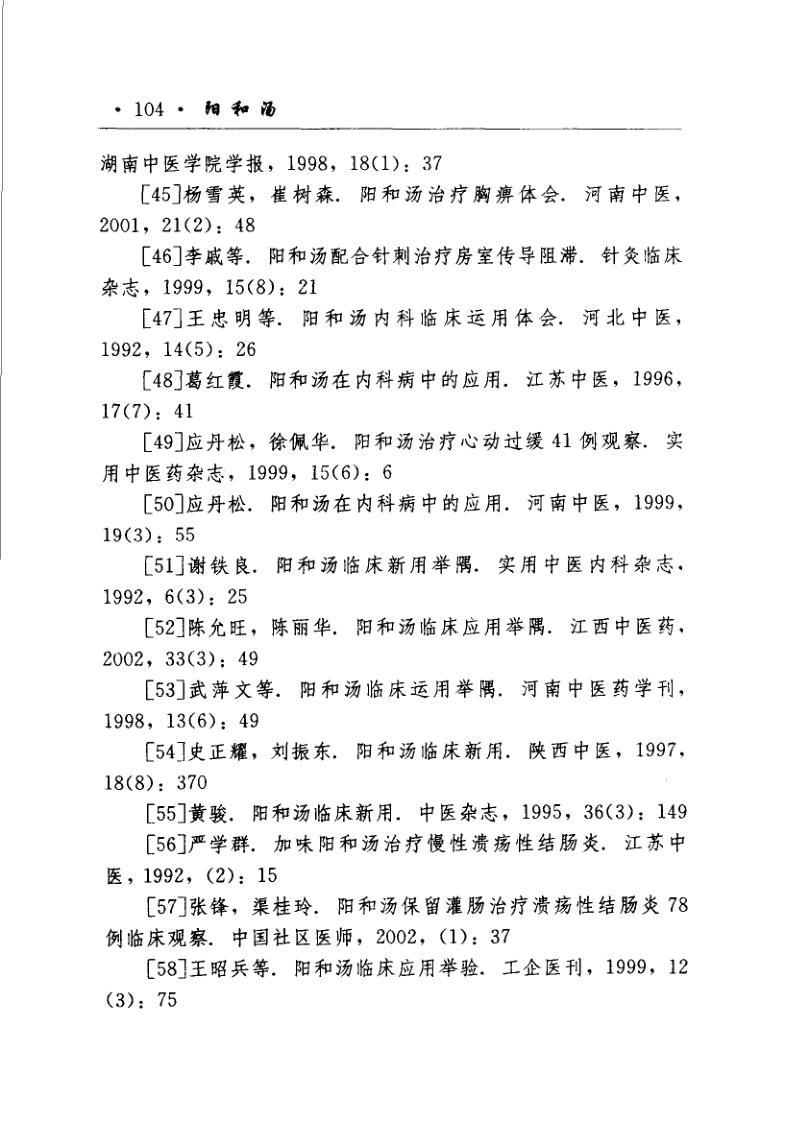 · 104 · 阳和汤
湖南中医学院学报，1998，18(1)：37
[45]杨雪英，崔树森． 阳和汤治疗胸痹体会． 河南中医，
2001，21(2)：48
[46]李戚等． 阳和汤配合针刺治疗房室传导阻滞． 针灸临床
杂志，1999，15(8)：21
[47]王忠明等． 阳和汤内科临床运用体会． 河北中医，
1992，14(5)：26
[48]葛红霞． 阳和汤在内科病中的应用． 江苏中医，1996，
17(7)：41
[49]应丹松，徐佩华． 阳和汤治疗心动过缓 41 例观察． 实
用中医药杂志，1999，15(6)：6
[50]应丹松． 阳和汤在内科病中的应用． 河南中医，1999，
19(3)：55
[51]谢铁良． 阳和汤临床新用举隅． 实用中医内科杂志，
1992，6(3)：25
[52]陈允旺，陈丽华． 阳和汤临床应用举隅． 江西中医药，
2002，33(3)：49
[53]武萍文等． 阳和汤临床运用举隅． 河南中医药学刊，
1998，13(6)：49
[54]史正耀，刘振东． 阳和汤临床新用． 陕西中医，1997，
18(8)：370
[55]黄骏． 阳和汤临床新用． 中医杂志，1995，36(3)：149
[56]严学群． 加味阳和汤治疗慢性溃疡性结肠炎． 江苏中
医，1992，(2)：15
[57]张锋，渠桂玲． 阳和汤保留灌肠治疗溃疡性结肠炎 78
例临床观察． 中国社区医师，2002，(1)：37
[58]王昭兵等． 阳和汤临床应用举验． 工企医刊，1999，12
(3)：75